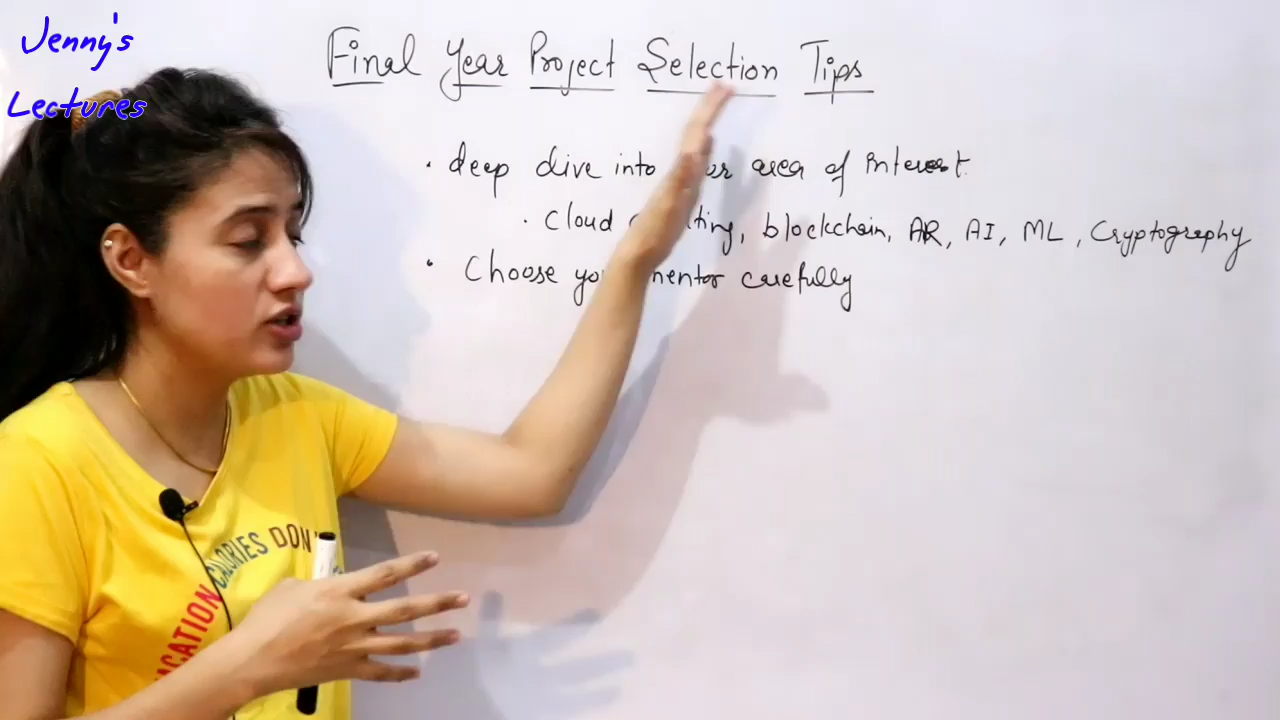 Jenny's
Lectures
Final Year Project Selection Tips
• deep dive into area of interest
• Cloud blockchain, AR, AI, ML, Cryptography
• Choose mentor carefully
CALORIES DON
VACATION